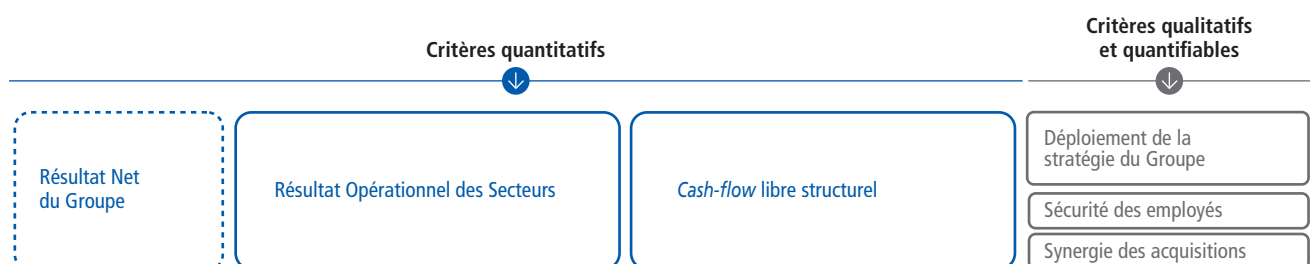 Critères quantitatifs
Critères qualitatifs
et quantifiables
Résultat Net
du Groupe
Résultat Opérationnel des Secteurs
Cash-flow libre structurel
Déploiement de la
stratégie du Groupe
Sécurité des employés
Synergie des acquisitions